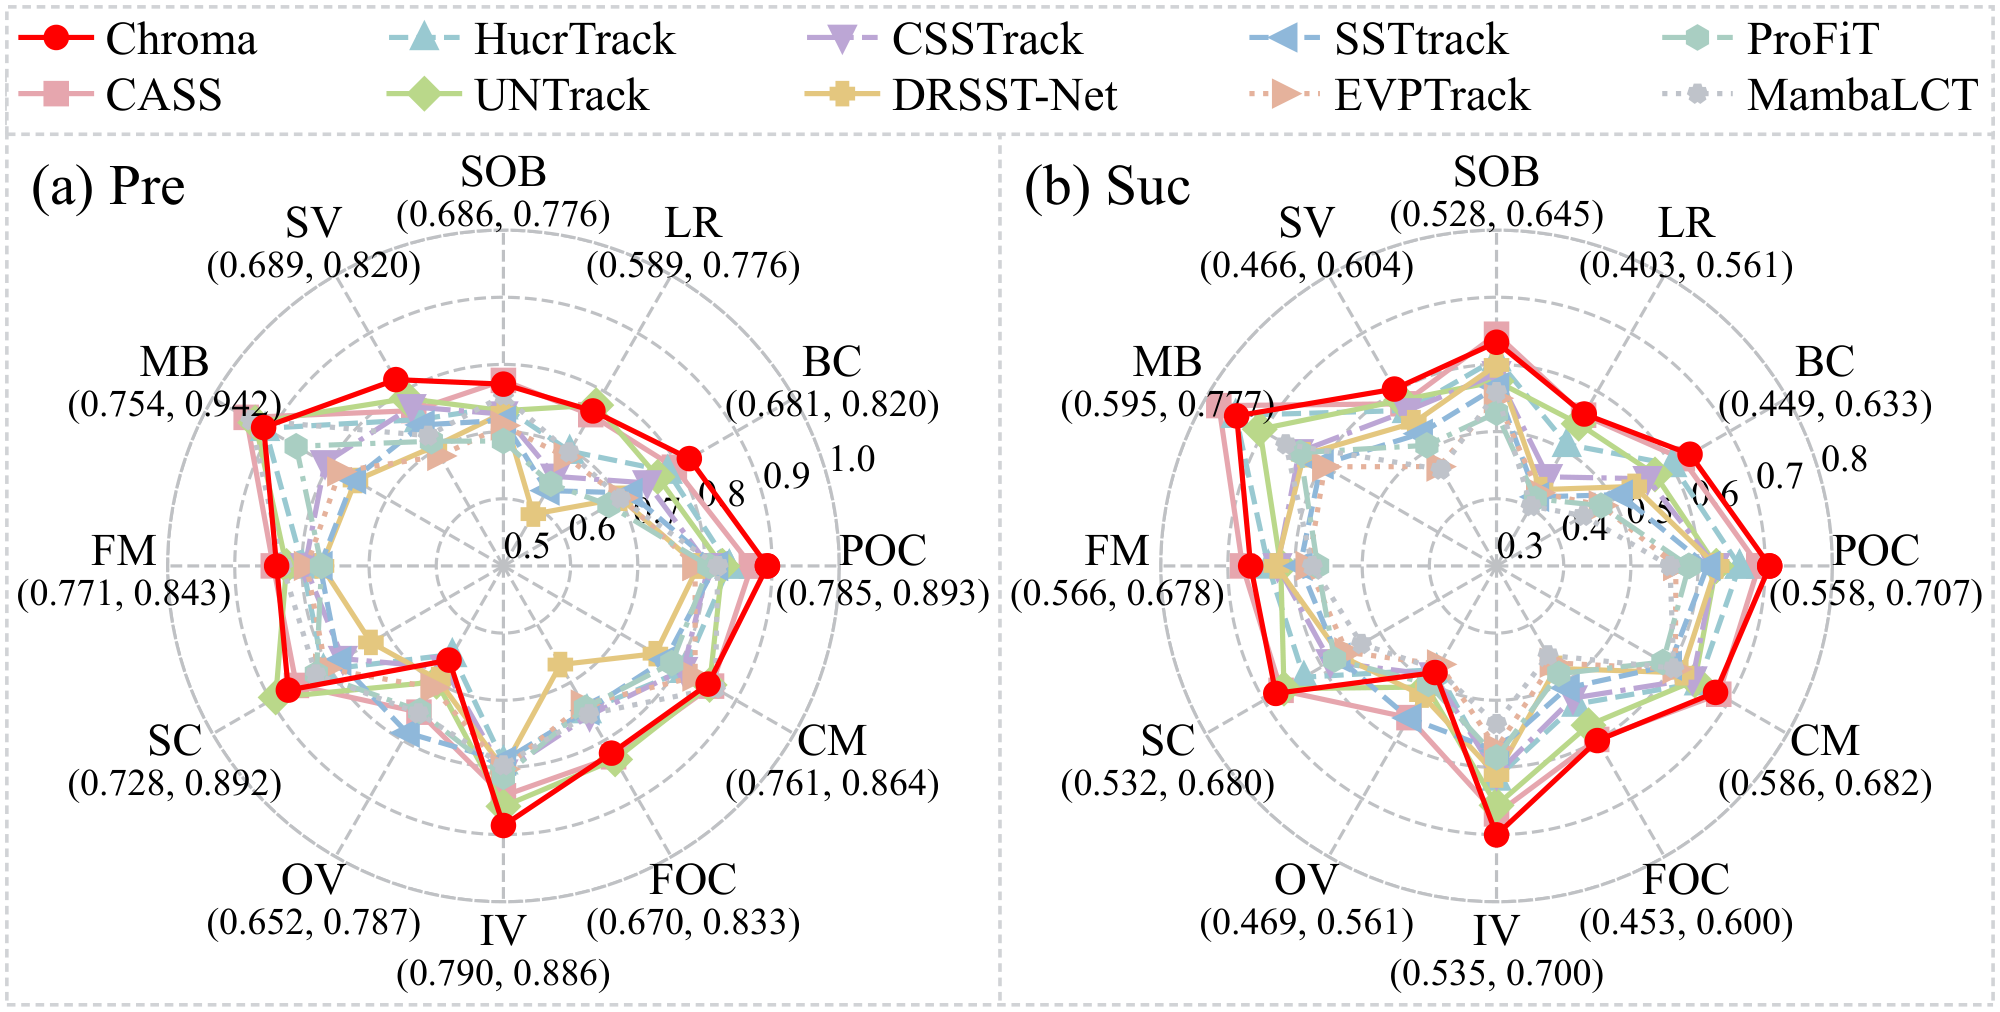 Chroma HucrTrack CSSTrack SSTtrack ProFiT
CASS UNTrack DRSST-Net EVPTrack MambaLCT
(a) Pre
SOB
(0.686, 0.776)
SV
(0.689, 0.820)
LR
(0.589, 0.776)
MB
(0.754, 0.942)
BC
(0.681, 0.820)
1.0
0.9
0.8
0.7
0.6
0.5
FM
(0.771, 0.843)
POC
(0.785, 0.893)
SC
(0.728, 0.892)
CM
(0.761, 0.864)
OV
(0.652, 0.787)
FOC
(0.670, 0.833)
IV
(0.790, 0.886)
(b) Suc
SOB
(0.528, 0.645)
SV
(0.466, 0.604)
LR
(0.403, 0.561)
MB
(0.595, 0.777)
BC
(0.449, 0.633)
0.8
0.7
0.6
0.5
0.4
0.3
FM
(0.566, 0.678)
POC
(0.558, 0.707)
SC
(0.532, 0.680)
CM
(0.586, 0.682)
OV
(0.469, 0.561)
FOC
(0.453, 0.600)
IV
(0.535, 0.700)